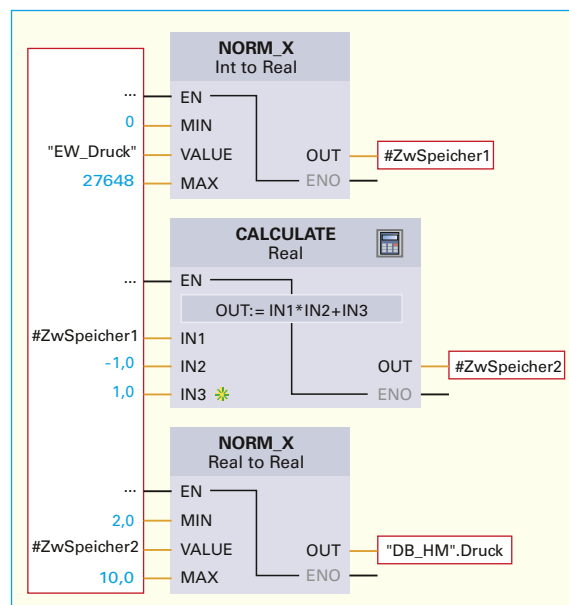 NORM_X
Int to Real
... EN
0 MIN
"EW_Druck" VALUE OUT #ZwSpeicher1
27648 MAX ENO
CALCULATE
Real
... EN
OUT:= IN1*IN2+IN3
#ZwSpeicher1 IN1
-1,0 IN2 OUT #ZwSpeicher2
1,0 IN3 ENO
NORM_X
Real to Real
... EN
2,0 MIN
#ZwSpeicher2 VALUE OUT "DB_HM".Druck
10,0 MAX ENO